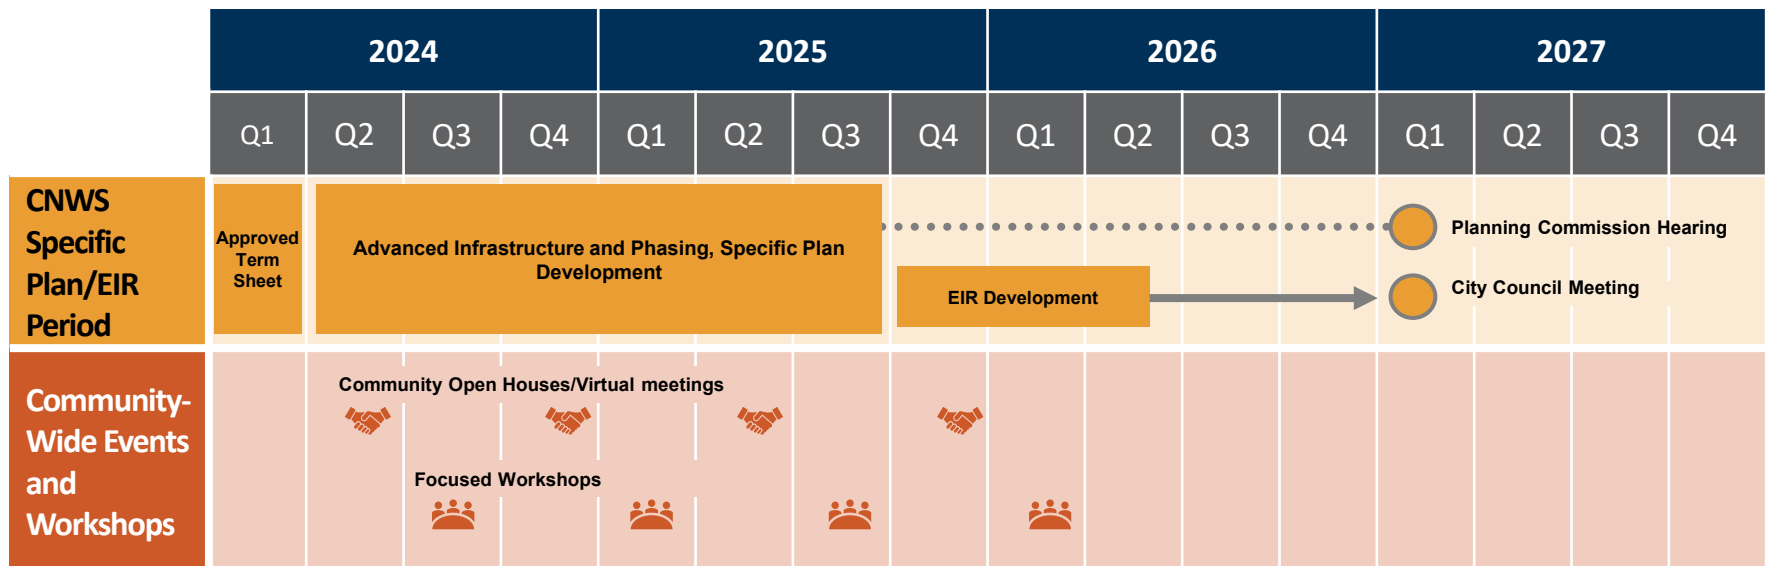 2024 2025 2026 2027
Q1 Q2 Q3 Q4 Q1 Q2 Q3 Q4 Q1 Q2 Q3 Q4 Q1 Q2 Q3 Q4
CNWS
Specific
Plan/EIR
Period
Approved
Term
Sheet
Advanced Infrastructure and Phasing, Specific Plan
Development
EIR Development
Planning Commission Hearing
City Council Meeting
Community-
Wide Events
and
Workshops
Community Open Houses/Virtual meetings
Focused Workshops